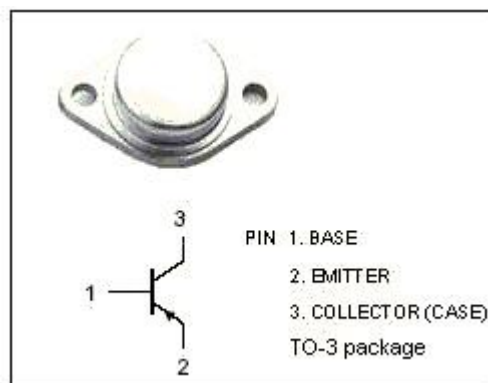 3
1
2
PIN 1. BASE
2. EMITTER
3. COLLECTOR (CASE)
TO-3 package